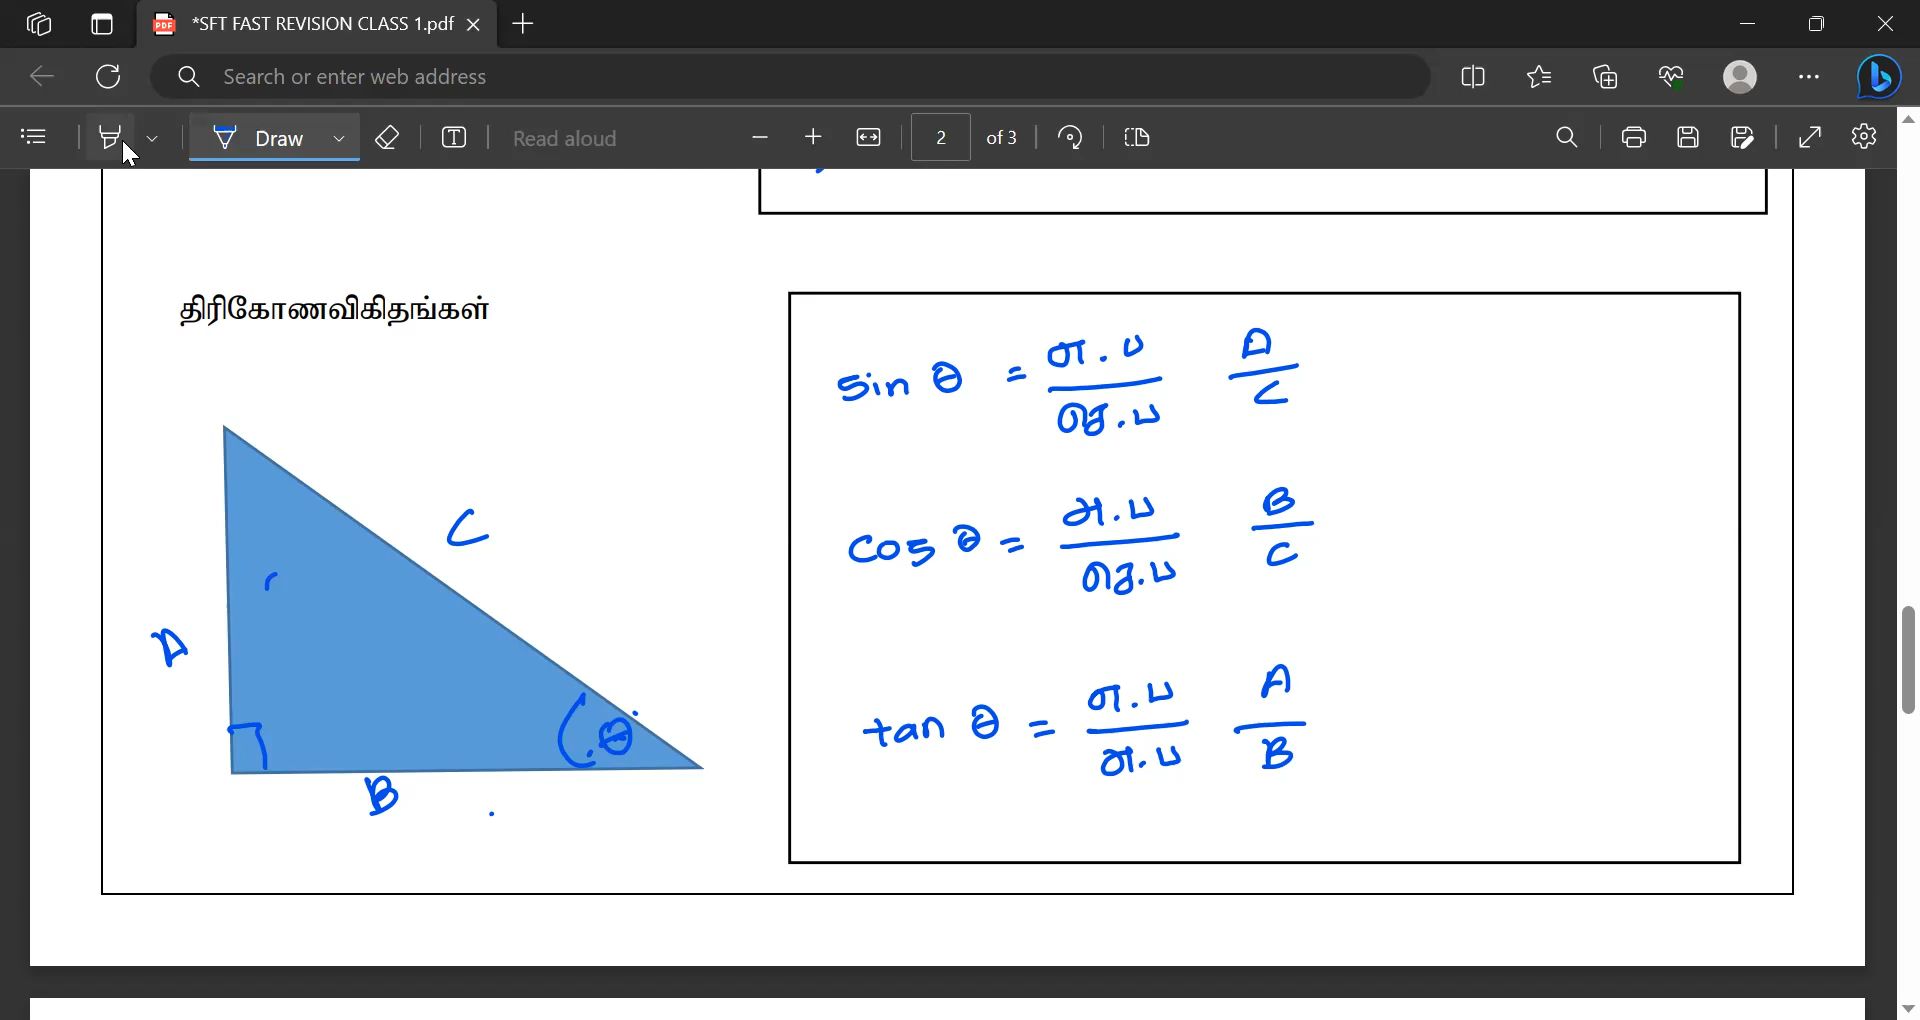 *SFT FAST REVISION CLASS 1.pdf
Search or enter web address
Draw
Read aloud
2 of 3
திரிகோணவிகிதங்கள்
sin θ = எ.ப / செ.ப A / C
cos θ = அ.ப / செ.ப B / C
tan θ = எ.ப / அ.ப A / B
C
A
θ
B